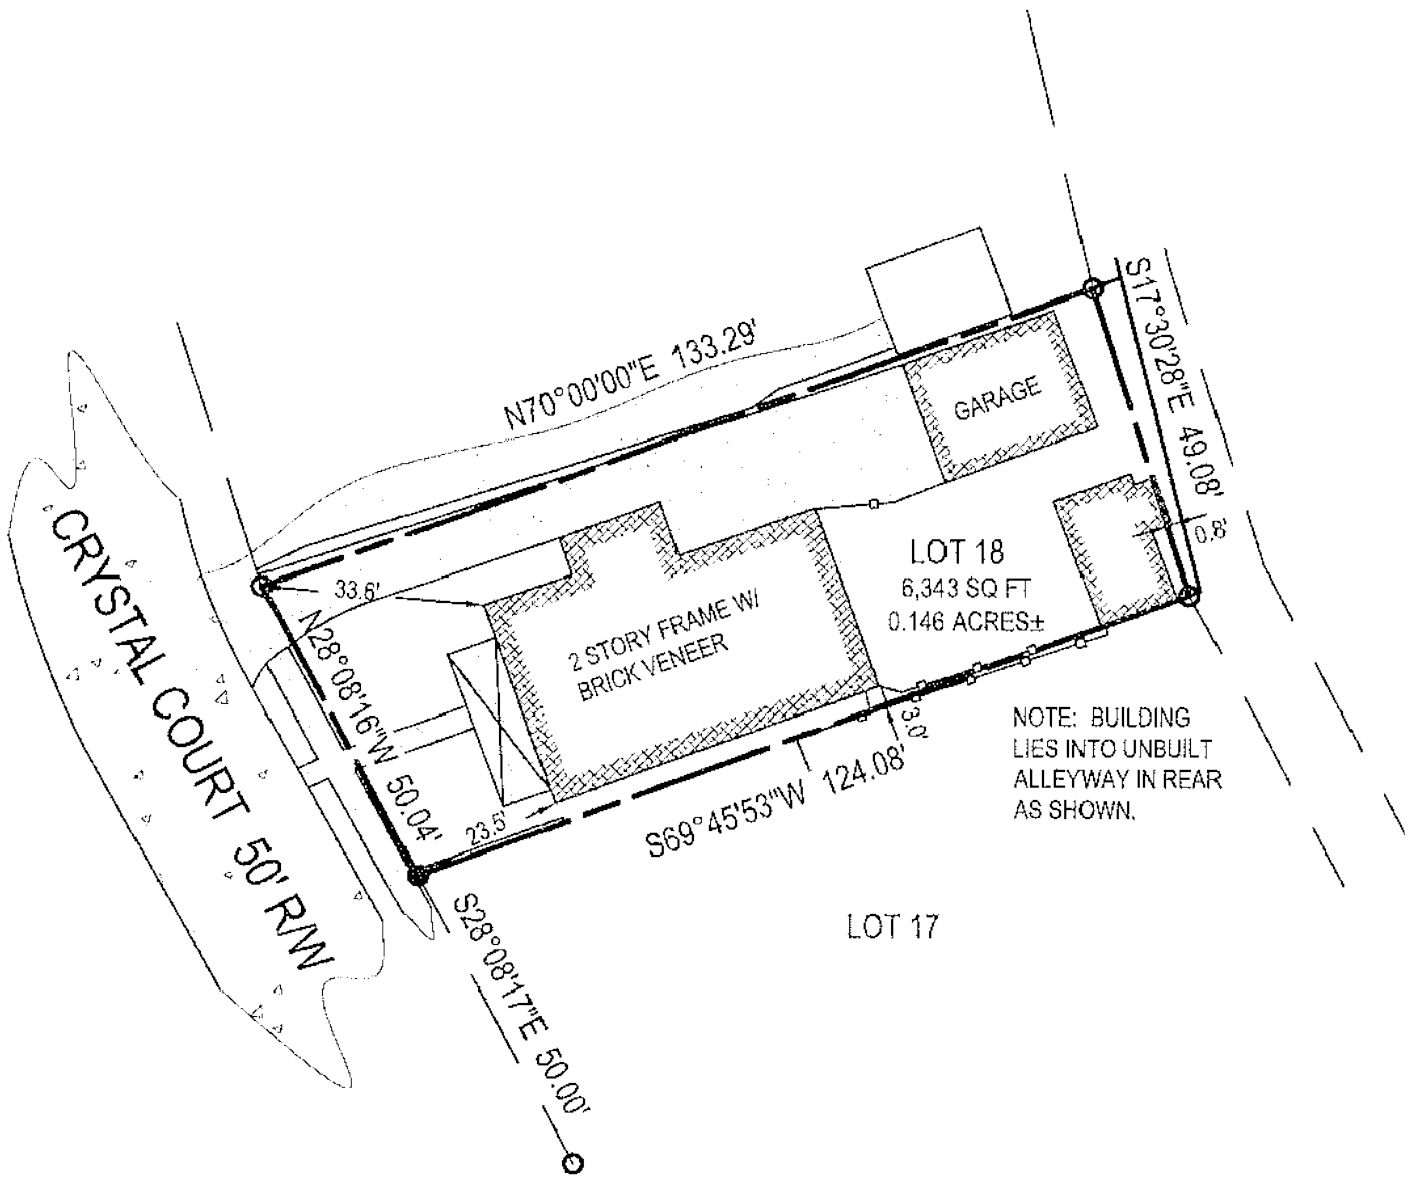 N70°00'00"E 133.29'
S17°30'28"E 49.08'
GARAGE
0.8'
LOT 18
6,343 SQ FT
0.146 ACRES±
33.6'
2 STORY FRAME W/
BRICK VENEER
N28°08'16"W 50.04'
CRYSTAL COURT 50' R/W
23.5'
3.0'
S69°45'53"W 124.08'
NOTE: BUILDING
LIES INTO UNBUILT
ALLEYWAY IN REAR
AS SHOWN.
LOT 17
S28°08'17"E 50.00'